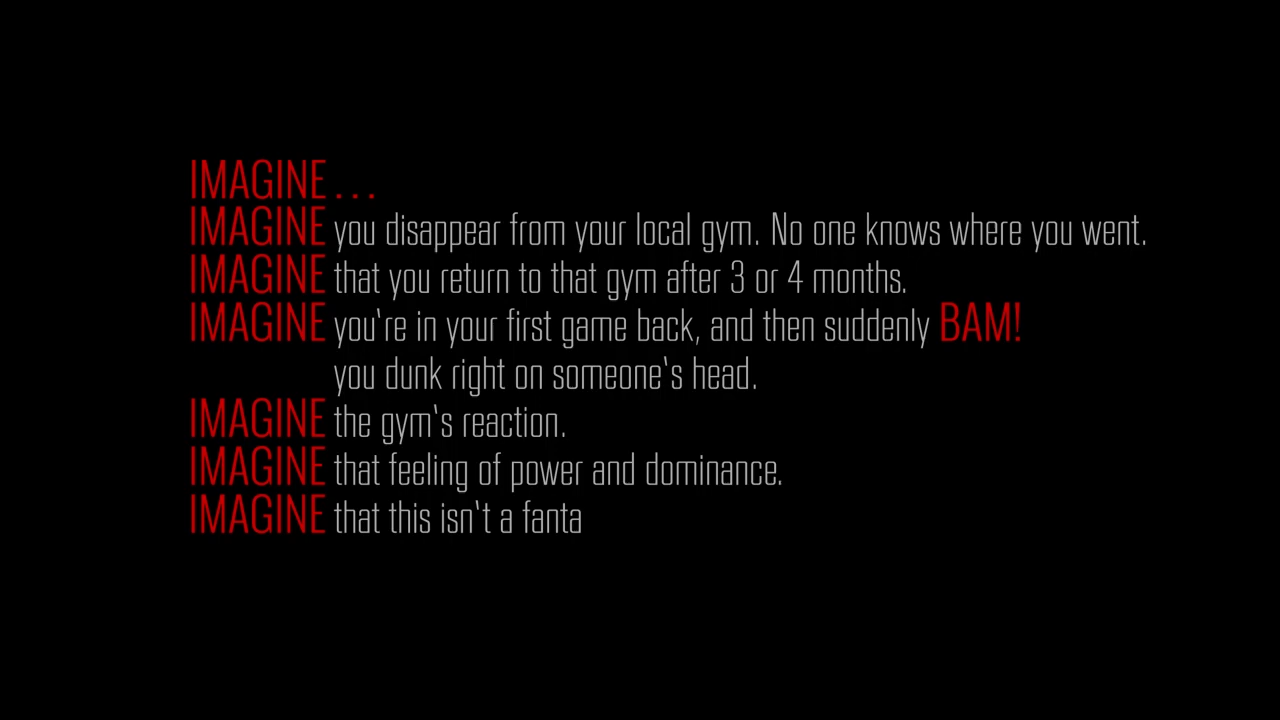 IMAGINE . . .
IMAGINE you disappear from your local gym. No one knows where you went.
IMAGINE that you return to that gym after 3 or 4 months.
IMAGINE you're in your first game back, and then suddenly BAM!
you dunk right on someone's head.
IMAGINE the gym's reaction.
IMAGINE that feeling of power and dominance.
IMAGINE that this isn't a fanta